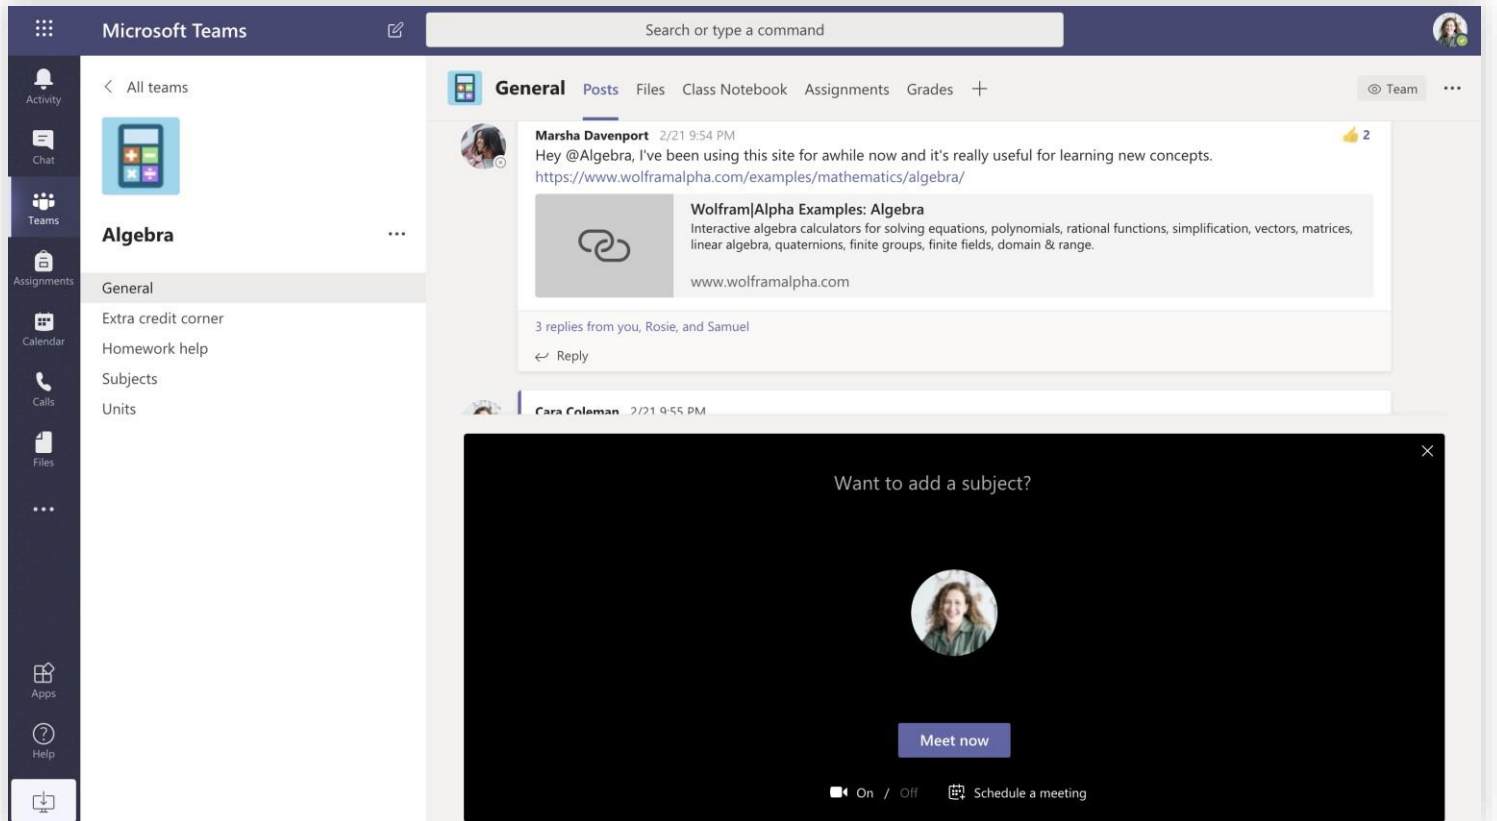 Microsoft Teams
Search or type a command
Activity
Chat
Teams
Assignments
Calendar
Calls
Files
Apps
Help
All teams
Algebra
General
Extra credit corner
Homework help
Subjects
Units
General Posts Files Class Notebook Assignments Grades
Team
Marsha Davenport 2/21 9:54 PM
2
Hey @Algebra, I've been using this site for awhile now and it's really useful for learning new concepts.
https://www.wolframalpha.com/examples/mathematics/algebra/
Wolfram|Alpha Examples: Algebra
Interactive algebra calculators for solving equations, polynomials, rational functions, simplification, vectors, matrices,
linear algebra, quaternions, finite groups, finite fields, domain & range.
www.wolframalpha.com
3 replies from you, Rosie, and Samuel
Reply
Cara Coleman 2/21 9:55 PM
Want to add a subject?
Meet now
On / Off Schedule a meeting